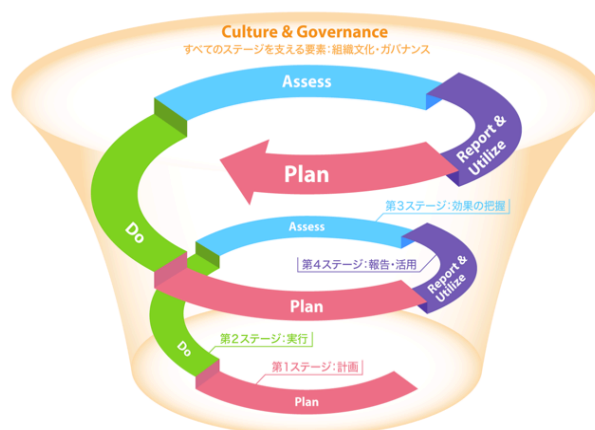 Culture & Governance
すべてのステージを支える要素：組織文化・ガバナンス
Assess
Report &
Utilize
Plan
Do
第3ステージ：効果の把握
Assess
第4ステージ：報告・活用
Report &
Utilize
Plan
第2ステージ：実行
Do
第1ステージ：計画
Plan